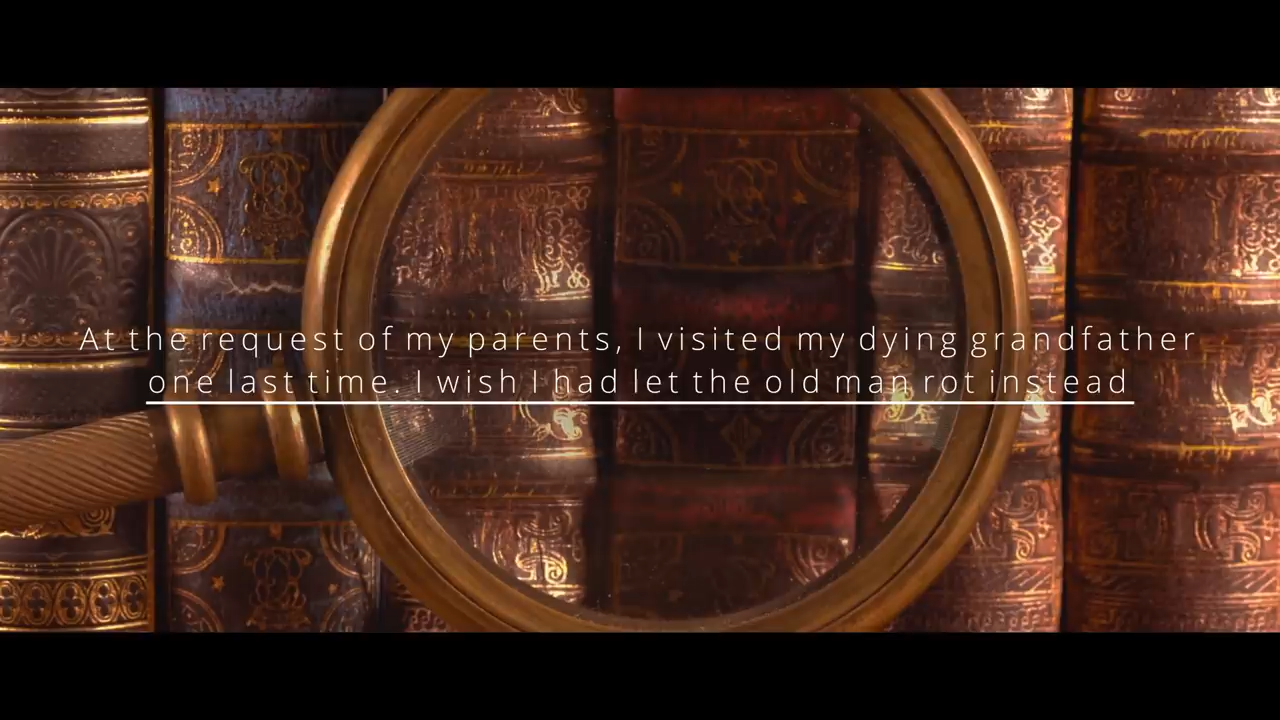 At the request of my parents, I visited my dying grandfather
one last time. I wish I had let the old man rot instead